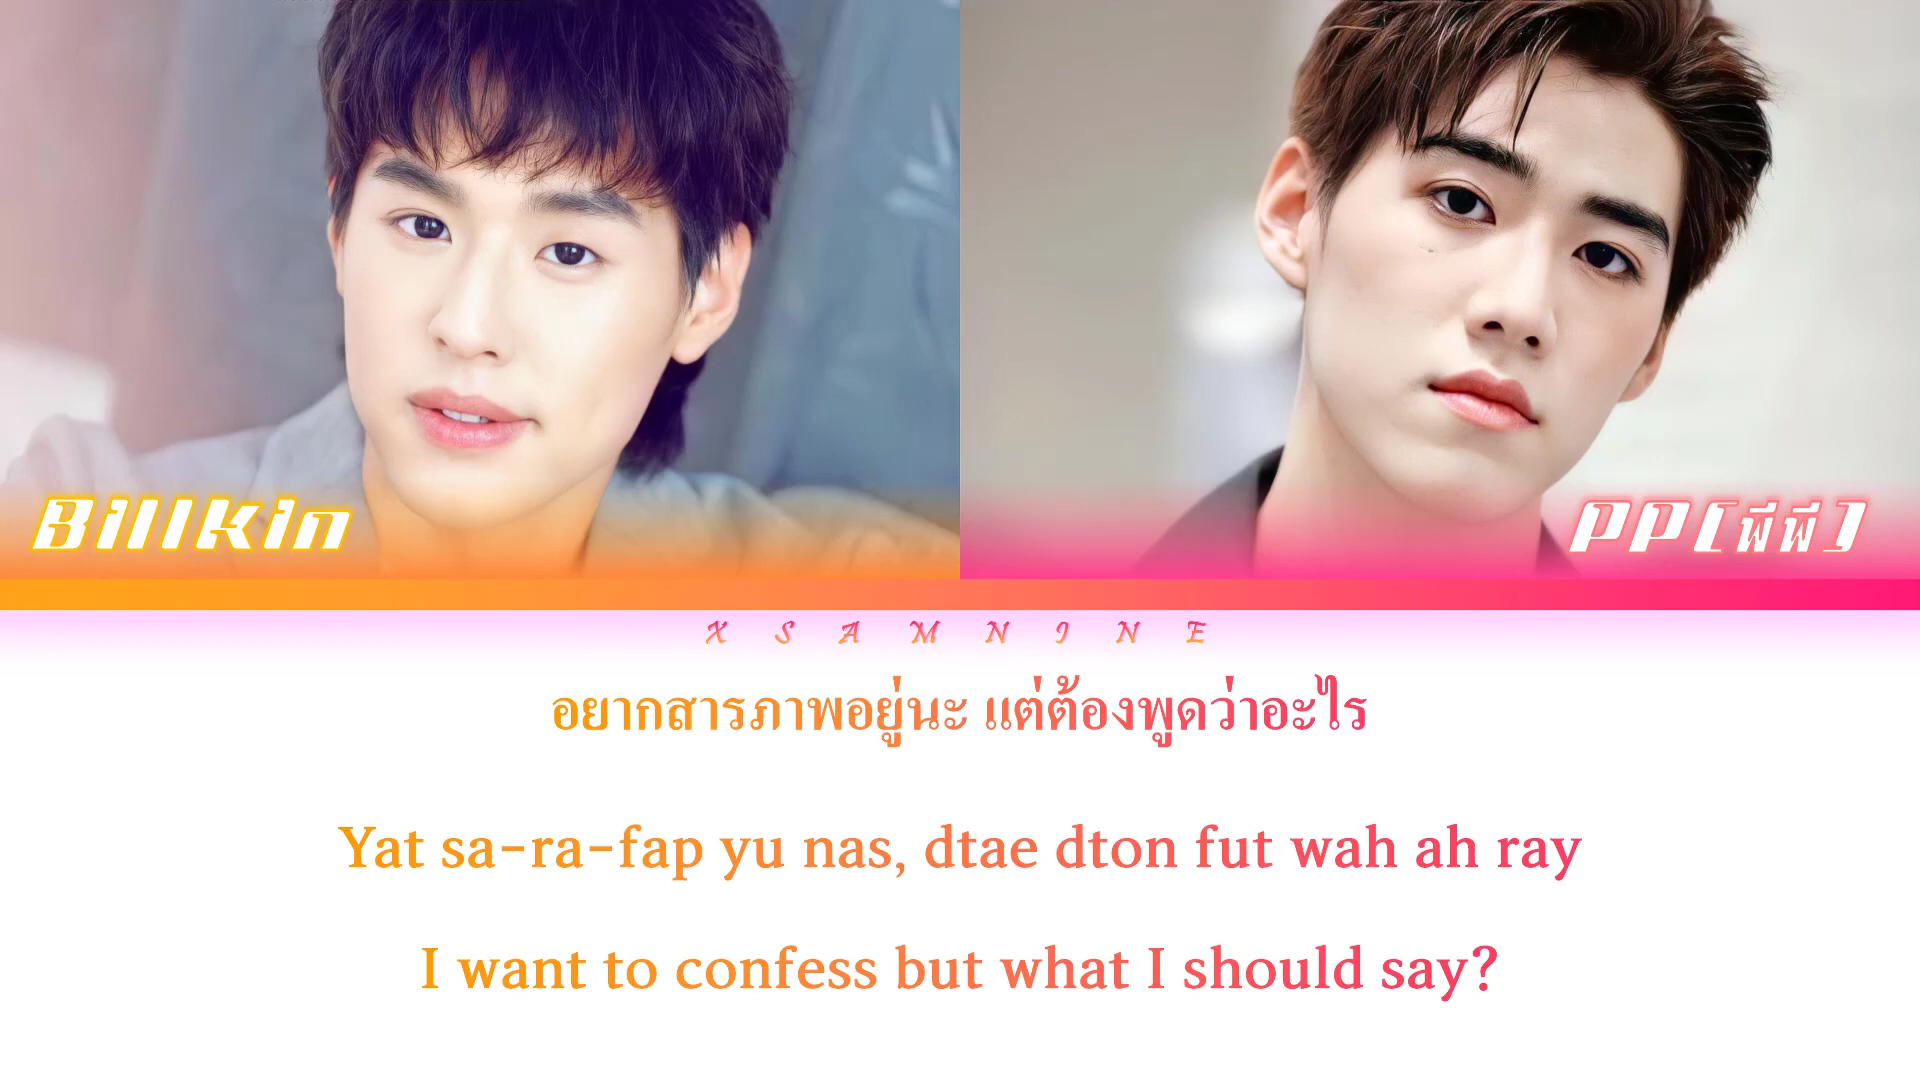 Billkin
PP(พีพี)
XSAMNINE
อยากสารภาพอยู่นะ แต่ต้องพูดว่าอะไร
Yat sa-ra-fap yu nas, dtae dton fut wah ah ray
I want to confess but what I should say?